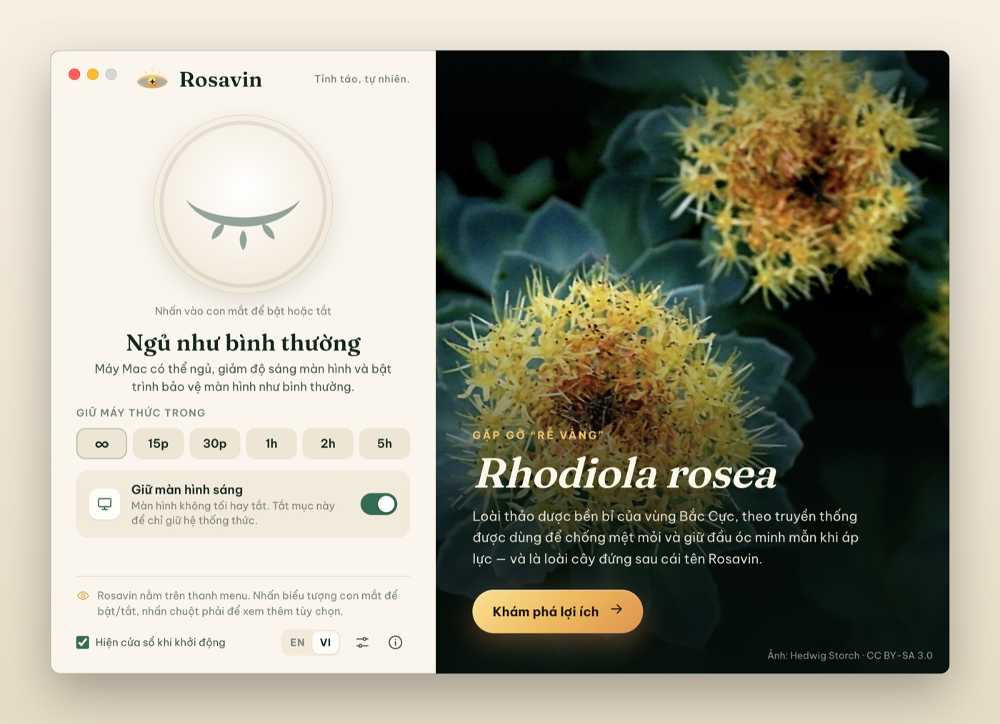 Rosavin
Tỉnh táo, tự nhiên.
Nhấn vào con mắt để bật hoặc tắt
Ngủ như bình thường
Máy Mac có thể ngủ, giảm độ sáng màn hình và bật
trình bảo vệ màn hình như bình thường.
GIỮ MÁY THỨC TRONG
∞ 15p 30p 1h 2h 5h
Giữ màn hình sáng
Màn hình không tối hay tắt. Tắt mục này
để chỉ giữ hệ thống thức.
Rosavin nằm trên thanh menu. Nhấn biểu tượng con mắt để
bật/tắt, nhấn chuột phải để xem thêm tùy chọn.
Hiện cửa sổ khi khởi động
EN VI
GẶP GỠ “RỄ VÀNG”
Rhodiola rosea
Loài thảo dược bền bỉ của vùng Bắc Cực, theo truyền thống
được dùng để chống mệt mỏi và giữ đầu óc minh mẫn khi áp
lực — và là loài cây đứng sau cái tên Rosavin.
Khám phá lợi ích →
Ảnh: Hedwig Storch · CC BY-SA 3.0